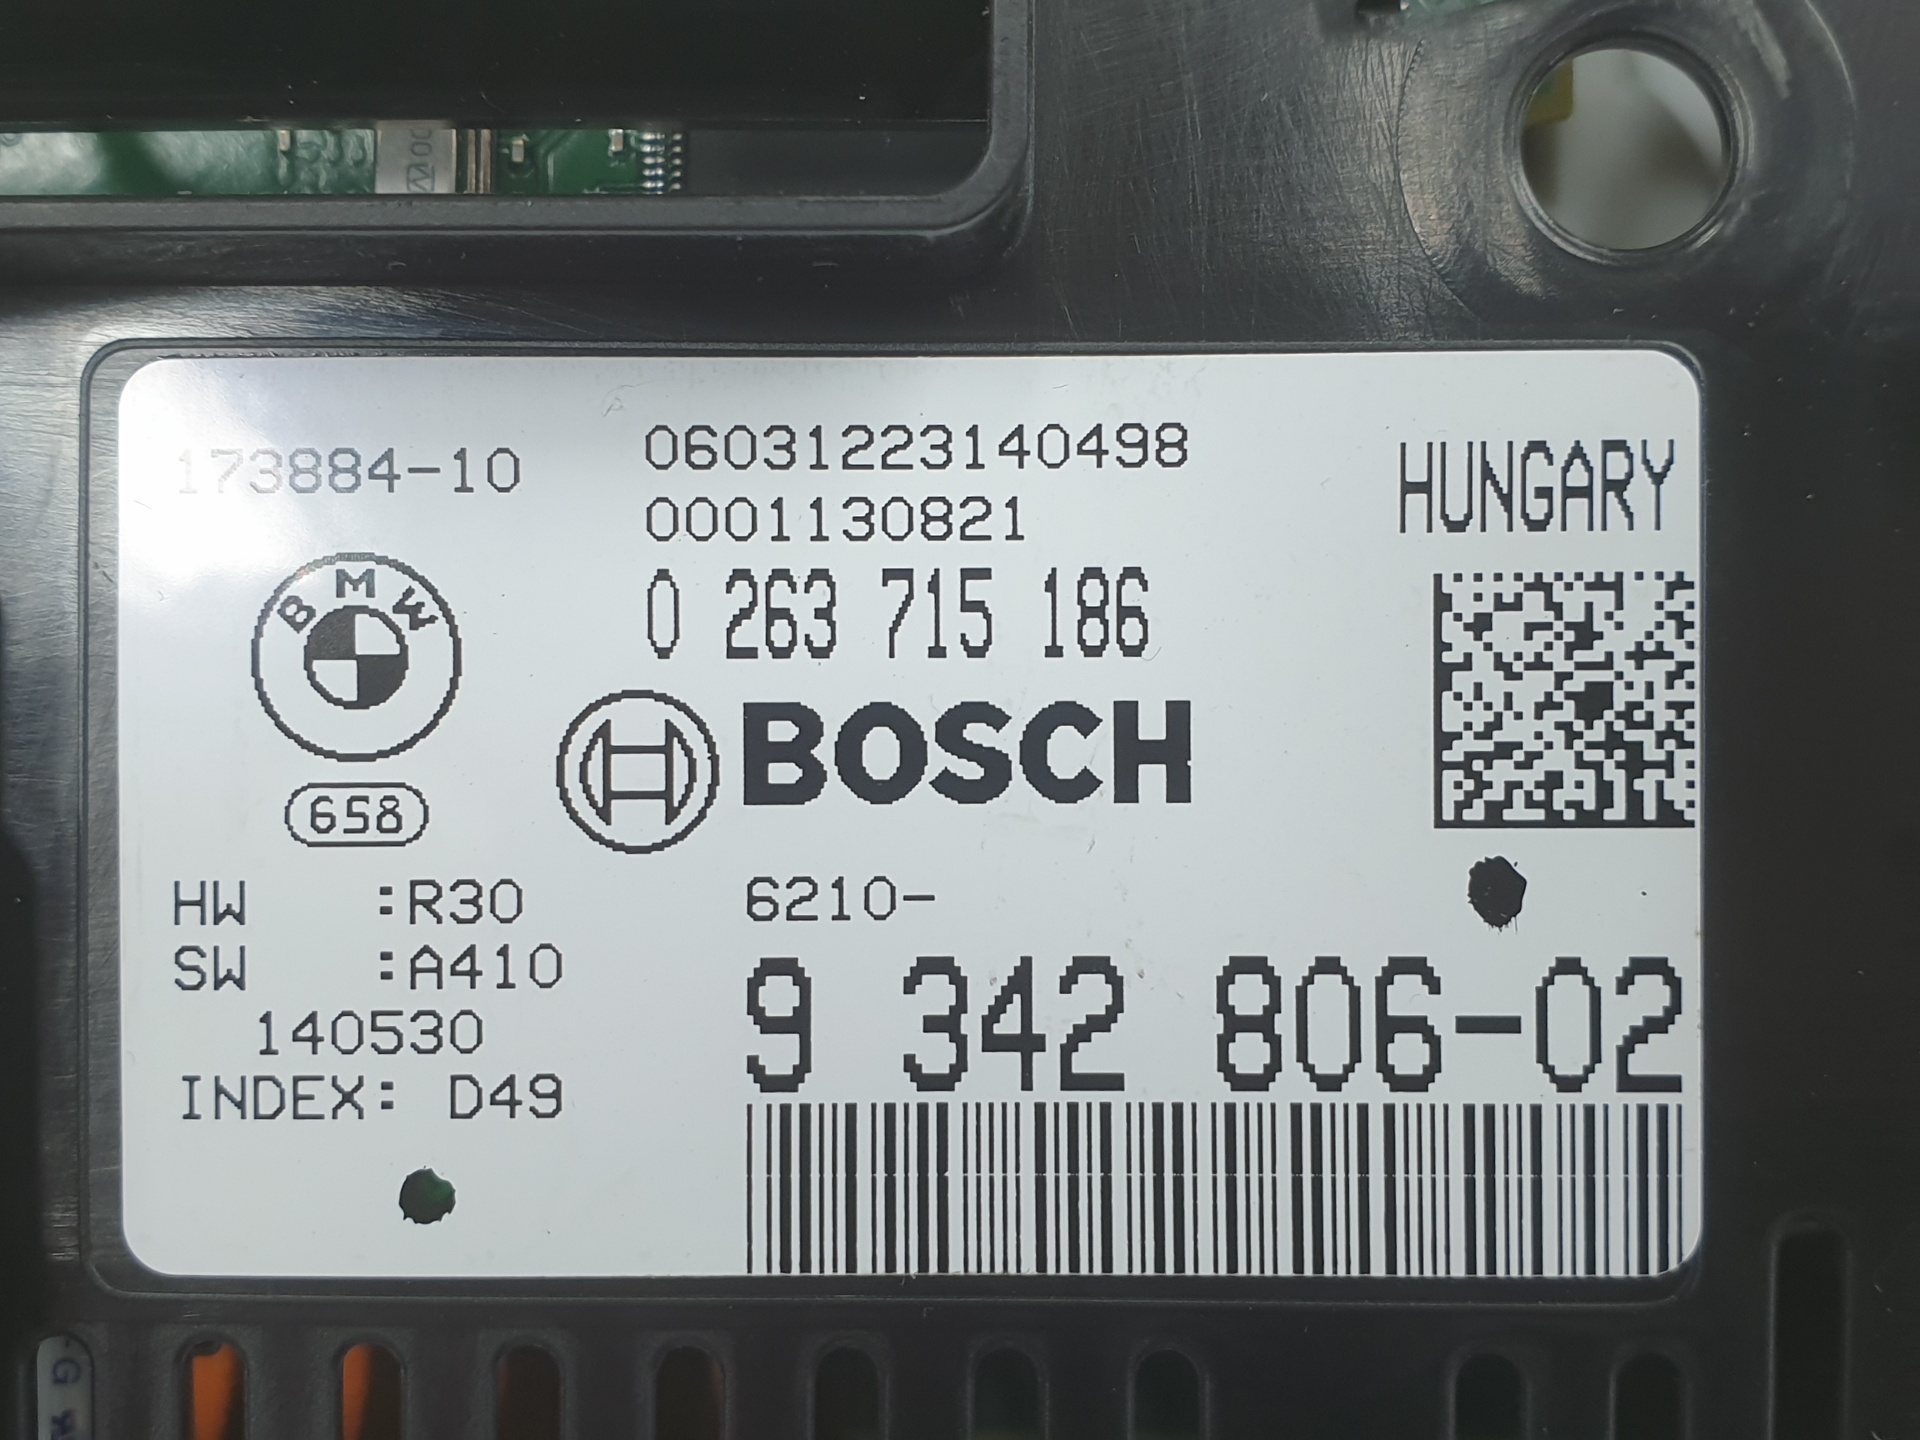 173884-10
06031223140498
0001130821
HUNGARY
0 263 715 186
BMW
BOSCH
658
HW :R30
SW :A410
140530
INDEX: D49
6210-
9 342 806-02